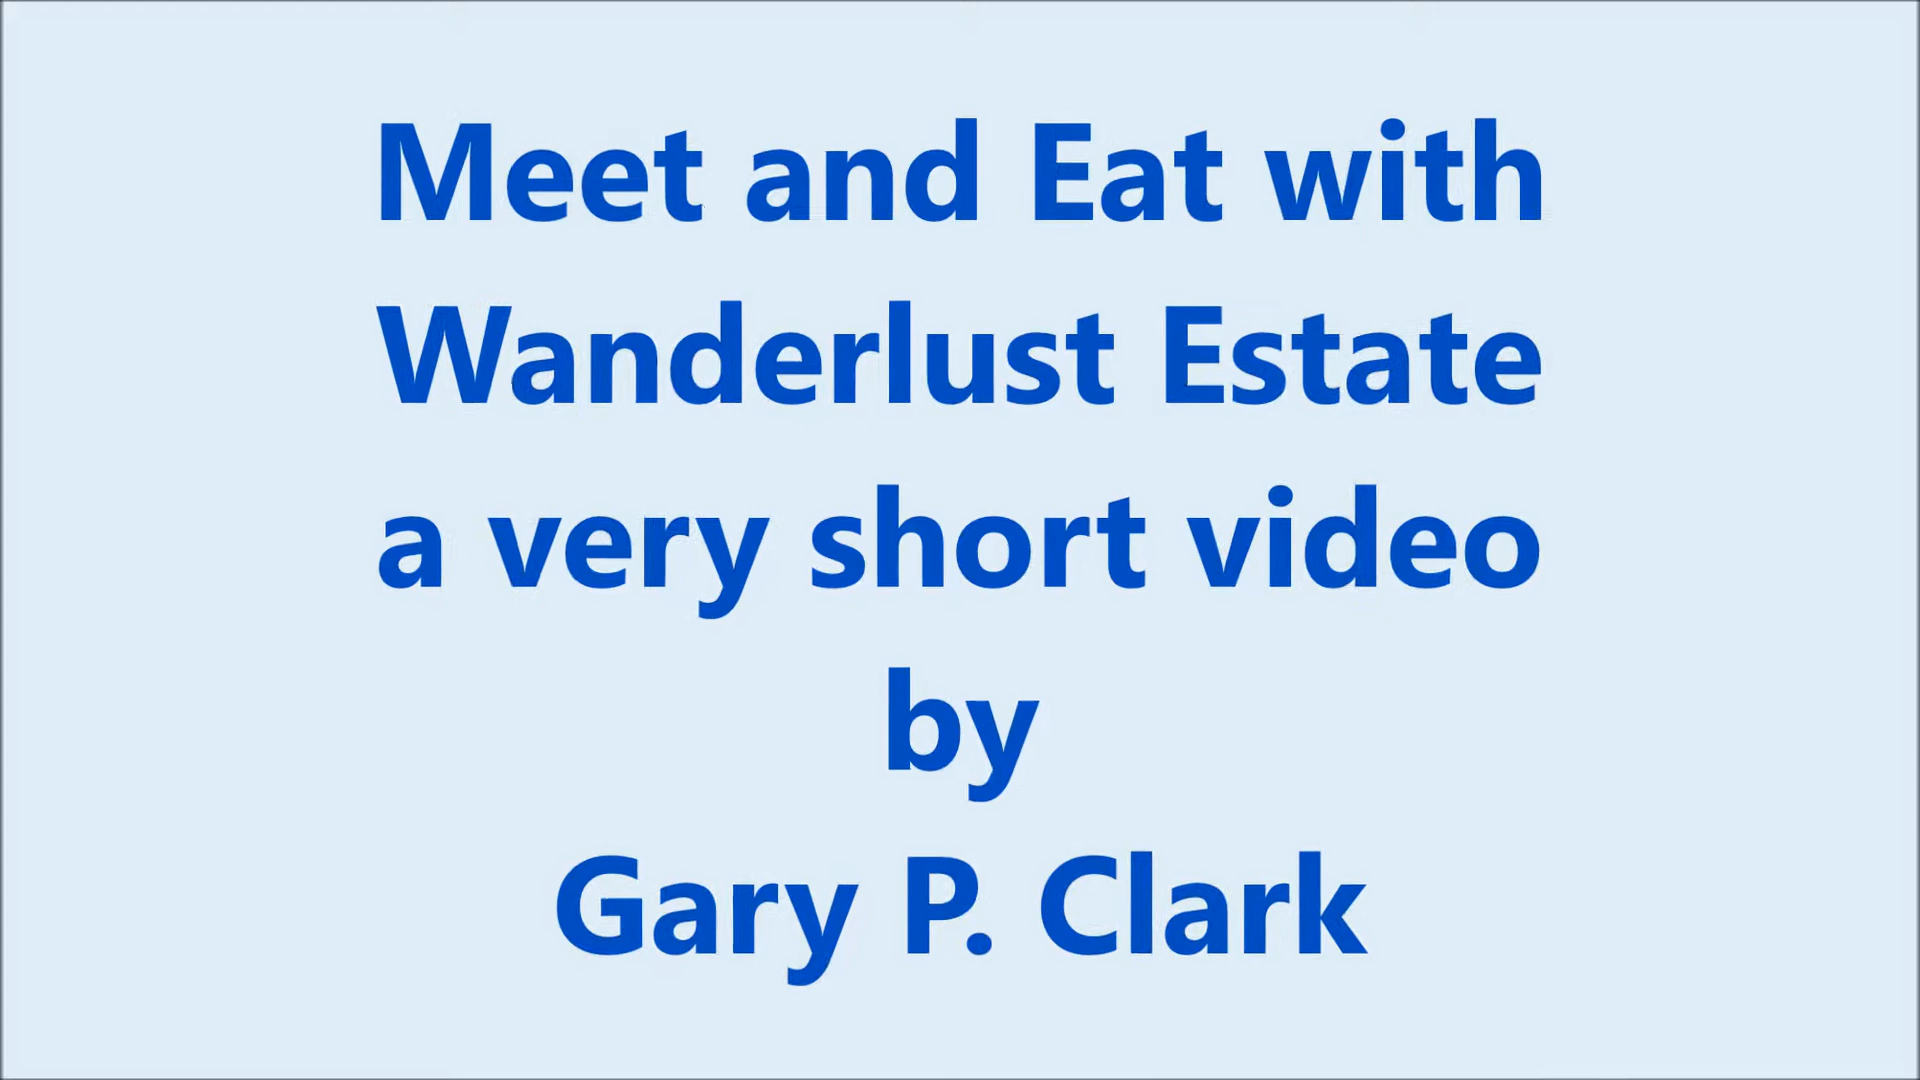 Meet and Eat with
Wanderlust Estate
a very short video
by
Gary P. Clark